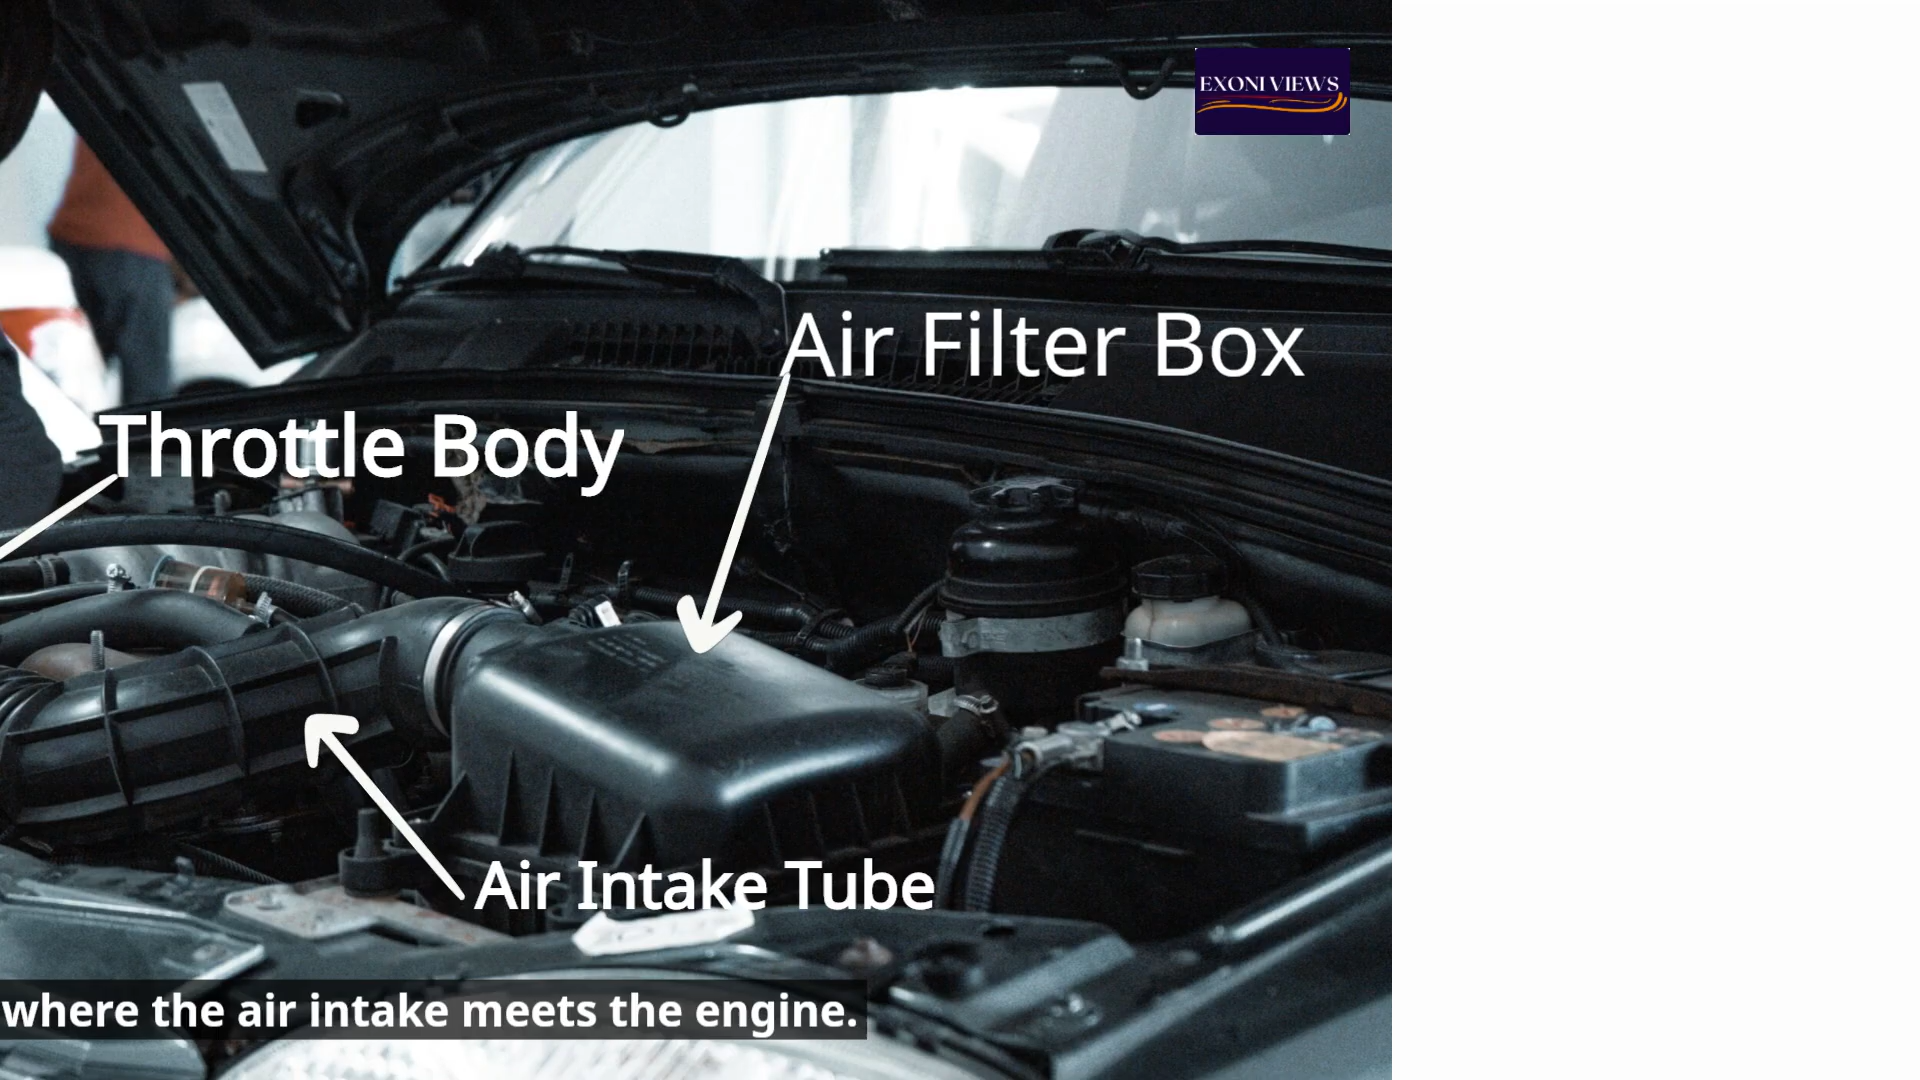 EXONI VIEWS
Air Filter Box
Throttle Body
Air Intake Tube
where the air intake meets the engine.